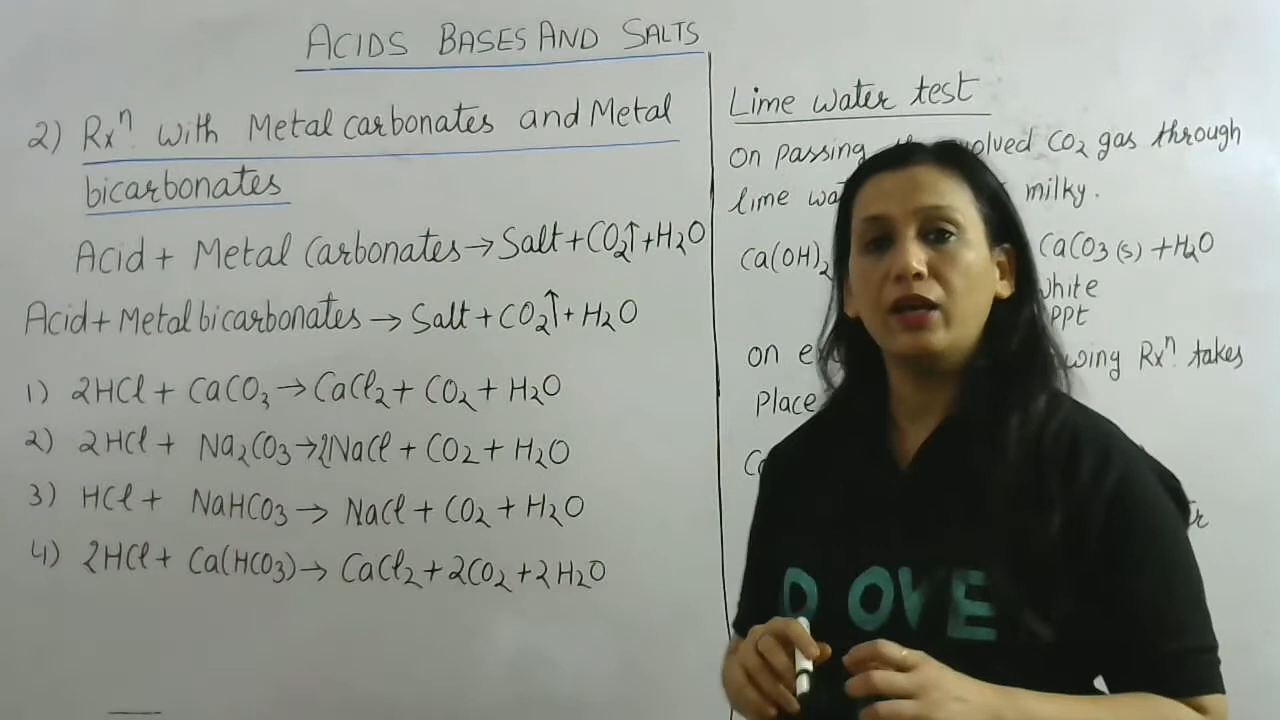 ACIDS BASES AND SALTS
2) Rxⁿ. with Metal carbonates and Metal
bicarbonates
Acid + Metal Carbonates → Salt + CO₂↑ + H₂O
Acid + Metal bicarbonates → Salt + CO₂↑ + H₂O
1) 2HCl + CaCO₃ → CaCl₂ + CO₂ + H₂O
2) 2HCl + Na₂CO₃ → 2NaCl + CO₂ + H₂O
3) HCl + NaHCO₃ → NaCl + CO₂ + H₂O
4) 2HCl + Ca(HCO₃) → CaCl₂ + 2CO₂ + 2H₂O
Lime water test
on passing CO₂ gas through
lime milky.
Ca(OH)₂ CaCO₃(s) + H₂O
white
PPt
on Rxⁿ. takes
Place
DOVE